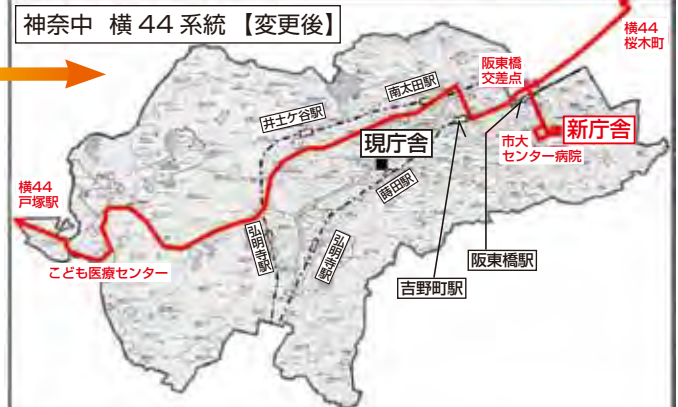 神奈中 横44系統 【変更後】
横44
桜木町
阪東橋
交差点
南太田駅
井土ケ谷駅
現庁舎
新庁舎
市大
センター病院
蒔田駅
横44
戸塚駅
弘明寺駅
弘明寺駅
阪東橋駅
吉野町駅
こども医療センター